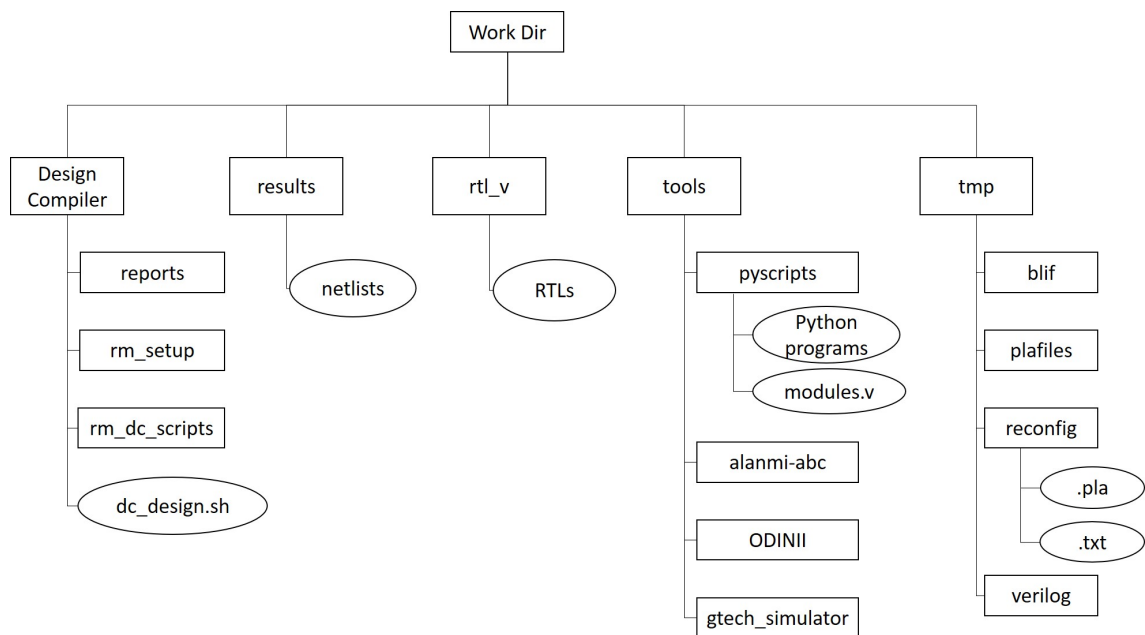 Work Dir
Design
Compiler
results
rtl_v
tools
tmp
reports
netlists
RTLs
pyscripts
blif
Python
programs
rm_setup
plafiles
modules.v
rm_dc_scripts
reconfig
alanmi-abc
.pla
dc_design.sh
ODINII
.txt
verilog
gtech_simulator